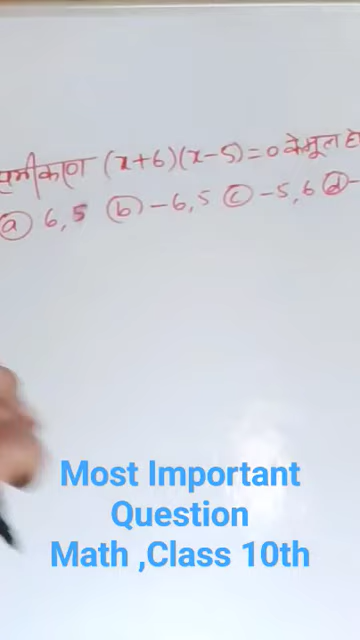 समीकरण (x+6)(x-5)=0 के मूल
(a) 6,5 (b) -6,5 (c) -5,6 (d) -
Most Important
Question
Math ,Class 10th